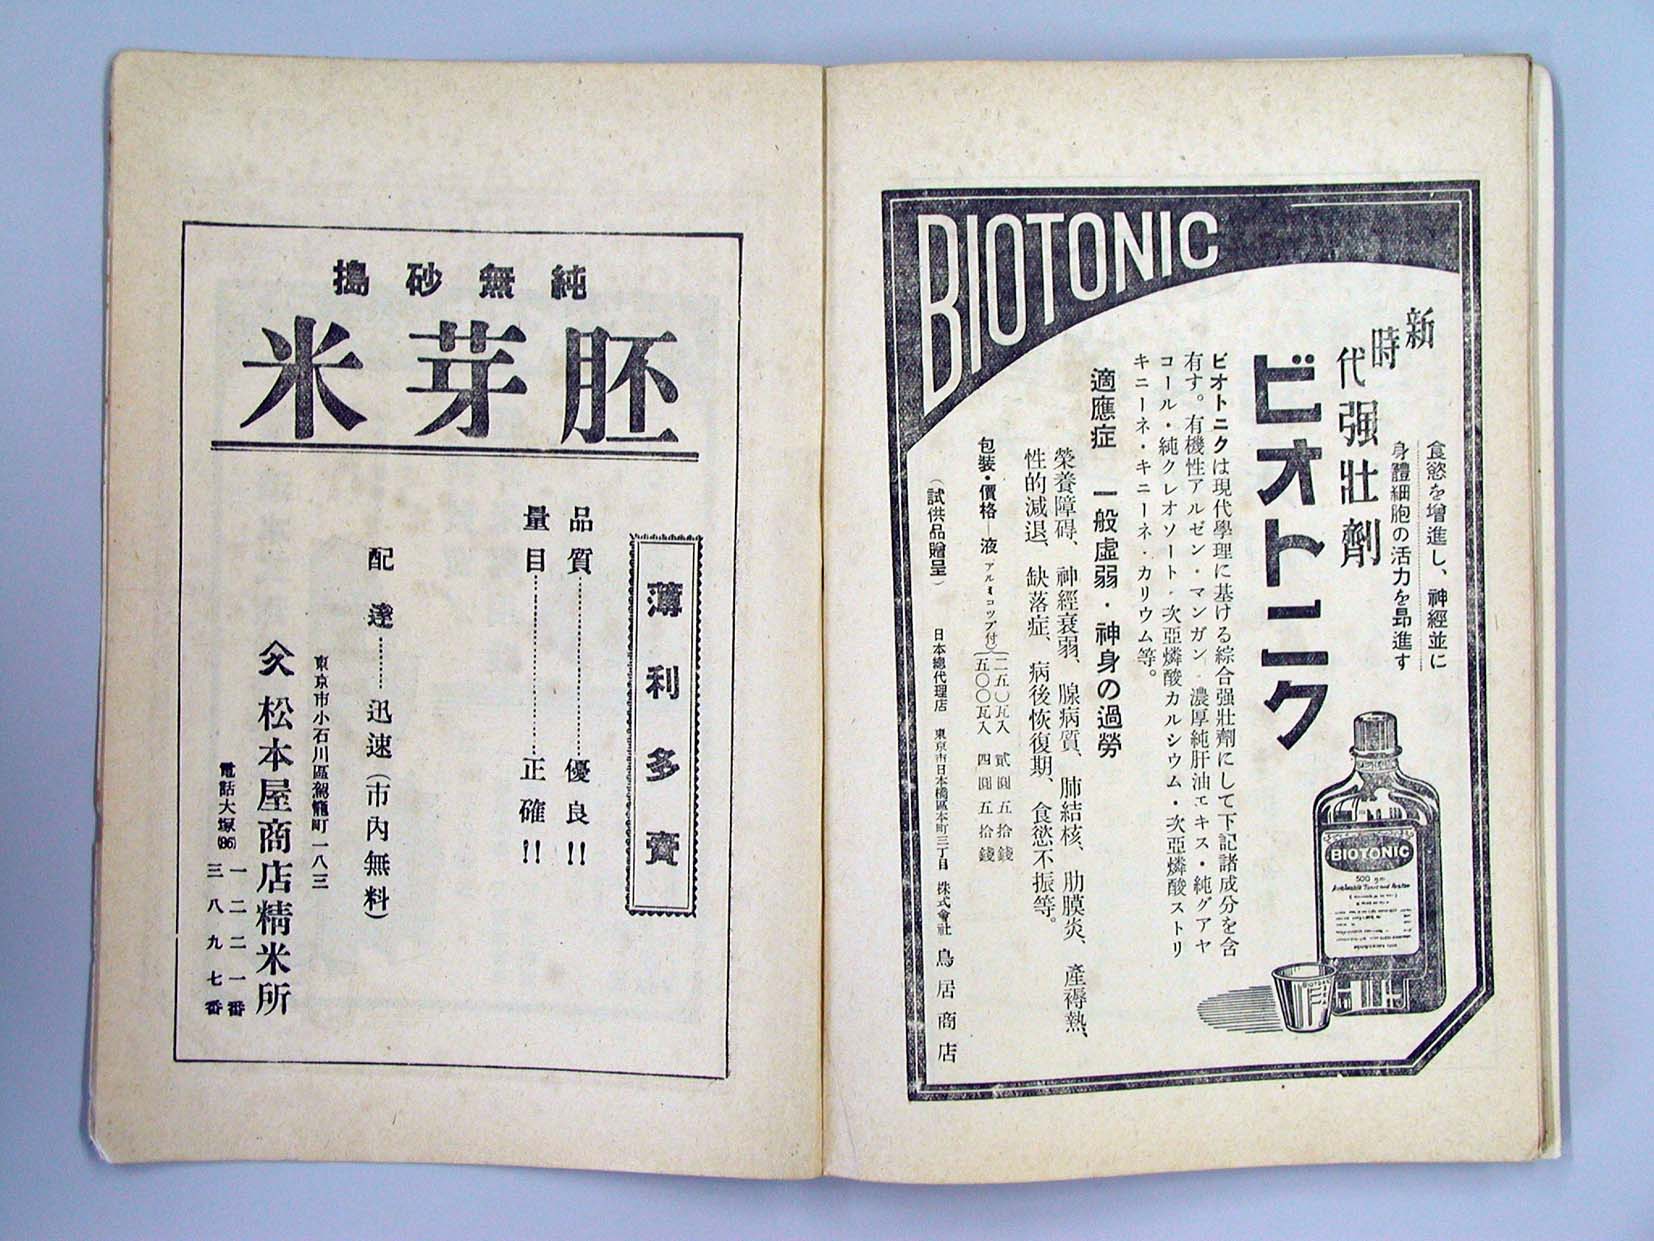 BIOTONIC
新時代强壯劑
食慾を增進し、神經並に
身體細胞の活力を昂進す
ビオトニク
ビオトニクは現代學理に基ける綜合强壯劑にして下記諸成分を含
有す。有機性アルゼン・マンガン・濃厚純肝油エキス・純グアヤ
コール・純クレオソート・次亞燐酸カルシウム・次亞燐酸ストリ
キニーネ・キニーネ・カリウム等。
適應症 一般虛弱・神身の過勞
榮養障碍、神經衰弱、腺病質、肺結核、肋膜炎、產褥熱、
性的減退、缺落症、病後恢復期、食慾不振等。
包裝・價格―液(アルミコップ付)
二五〇瓦入 貳圓五拾錢
五〇〇瓦入 四圓五拾錢
(試供品贈呈)
日本總代理店 東京市日本橋區本町三丁目 株式會社 鳥居商店
BIOTONIC
500 gm
純無砂搗
胚芽米
薄利多賣
品質……優良!!
量目……正確!!
配達……迅速(市內無料)
東京市小石川區駕籠町一八三
久 松本屋商店精米所
電話大塚(86)一二二一番
三八九七番